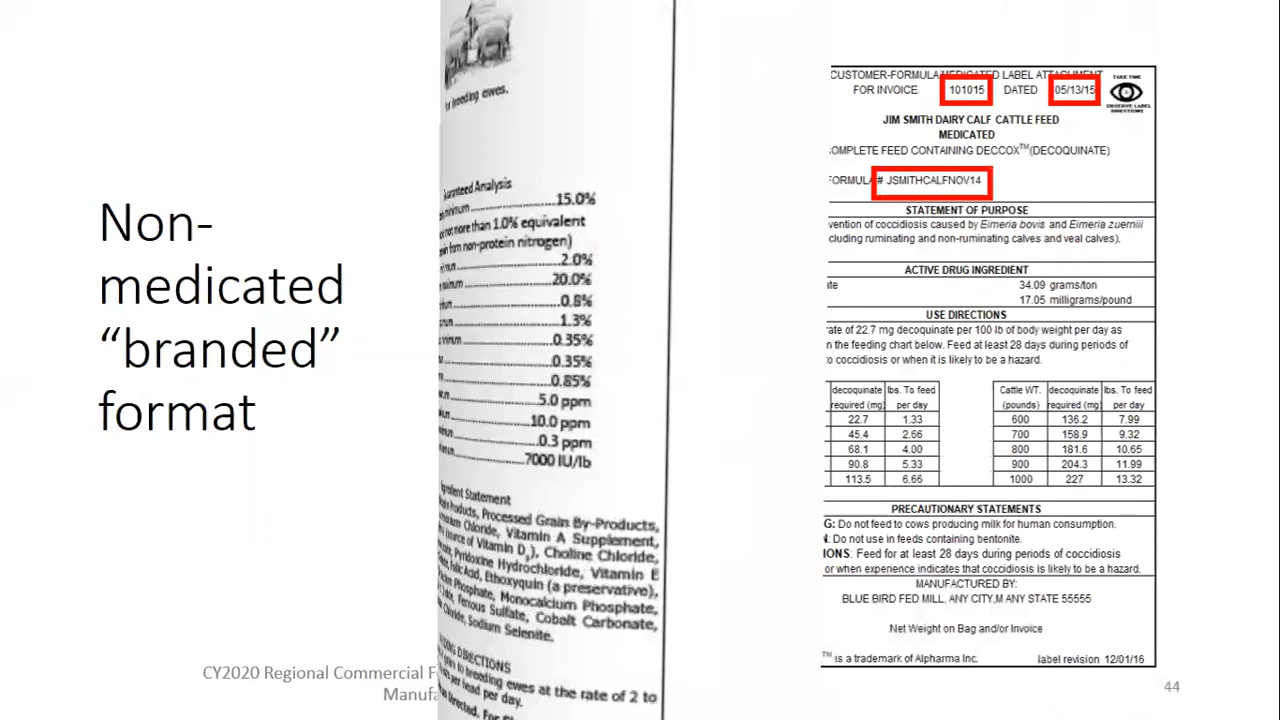 Non-
medicated
“branded”
format
CY2020 Regional Commercial
for breeding ewes.
Guaranteed Analysis
15.0%
not more than 1.0% equivalent
from non-protein nitrogen)
2.0%
20.0%
0.8%
1.3%
0.35%
0.35%
0.85%
5.0 ppm
10.0 ppm
0.3 ppm
7000 IU/lb
Ingredient Statement
Products, Processed Grain By-Products,
Chloride, Vitamin A Supplement,
(source of Vitamin D3), Choline Chloride,
Pyridoxine Hydrochloride, Vitamin E
Folic Acid, Ethoxyquin (a preservative),
Phosphate, Monocalcium Phosphate,
Ferrous Sulfate, Cobalt Carbonate,
Chloride, Sodium Selenite.
DIRECTIONS
to breeding ewes at the rate of 2 to
per head per day.
CUSTOMER-FORMULA MEDICATED LABEL ATTACHMENT
FOR INVOICE 101015 DATED 05/13/15
TAKE TIME
OBSERVE LABEL
DIRECTIONS
JIM SMITH DAIRY CALF CATTLE FEED
MEDICATED
OMPLETE FEED CONTAINING DECCOX™(DECOQUINATE)
FORMULA # JSMITHCALFNOV14
STATEMENT OF PURPOSE
vention of coccidiosis caused by Eimeria bovis and Eimeria zuerniii
cluding ruminating and non-ruminating calves and veal calves).
ACTIVE DRUG INGREDIENT
ate 34.09 grams/ton
17.05 milligrams/pound
USE DIRECTIONS
rate of 22.7 mg decoquinate per 100 lb of body weight per day as
n the feeding chart below. Feed at least 28 days during periods of
to coccidiosis or when it is likely to be a hazard.
decoquinate lbs. To feed Cattle WT. decoquinate lbs. To feed
required (mg) per day (pounds) required (mg) per day
22.7 1.33 600 136.2 7.99
45.4 2.66 700 158.9 9.32
68.1 4.00 800 181.6 10.65
90.8 5.33 900 204.3 11.99
113.5 6.66 1000 227 13.32
PRECAUTIONARY STATEMENTS
G: Do not feed to cows producing milk for human consumption.
N: Do not use in feeds containing bentonite.
IONS: Feed for at least 28 days during periods of coccidiosis
or when experience indicates that coccidiosis is likely to be a hazard.
MANUFACTURED BY:
BLUE BIRD FED MILL, ANY CITY,M ANY STATE 55555
Net Weight on Bag and/or Invoice
™ is a trademark of Alpharma Inc. label revision 12/01/16
44